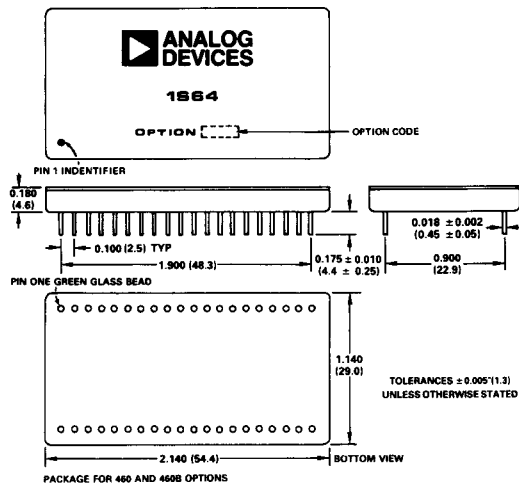 ANALOG
DEVICES
1S64
OPTION
OPTION CODE
PIN 1 INDENTIFIER
0.180
(4.6)
0.100 (2.5) TYP
1.900 (48.3)
0.175 ± 0.010
(4.4 ± 0.25)
0.018 ± 0.002
(0.45 ± 0.05)
0.900
(22.9)
PIN ONE GREEN GLASS BEAD
1.140
(29.0)
TOLERANCES ± 0.005"(1.3)
UNLESS OTHERWISE STATED
2.140 (54.4)
BOTTOM VIEW
PACKAGE FOR 460 AND 460B OPTIONS